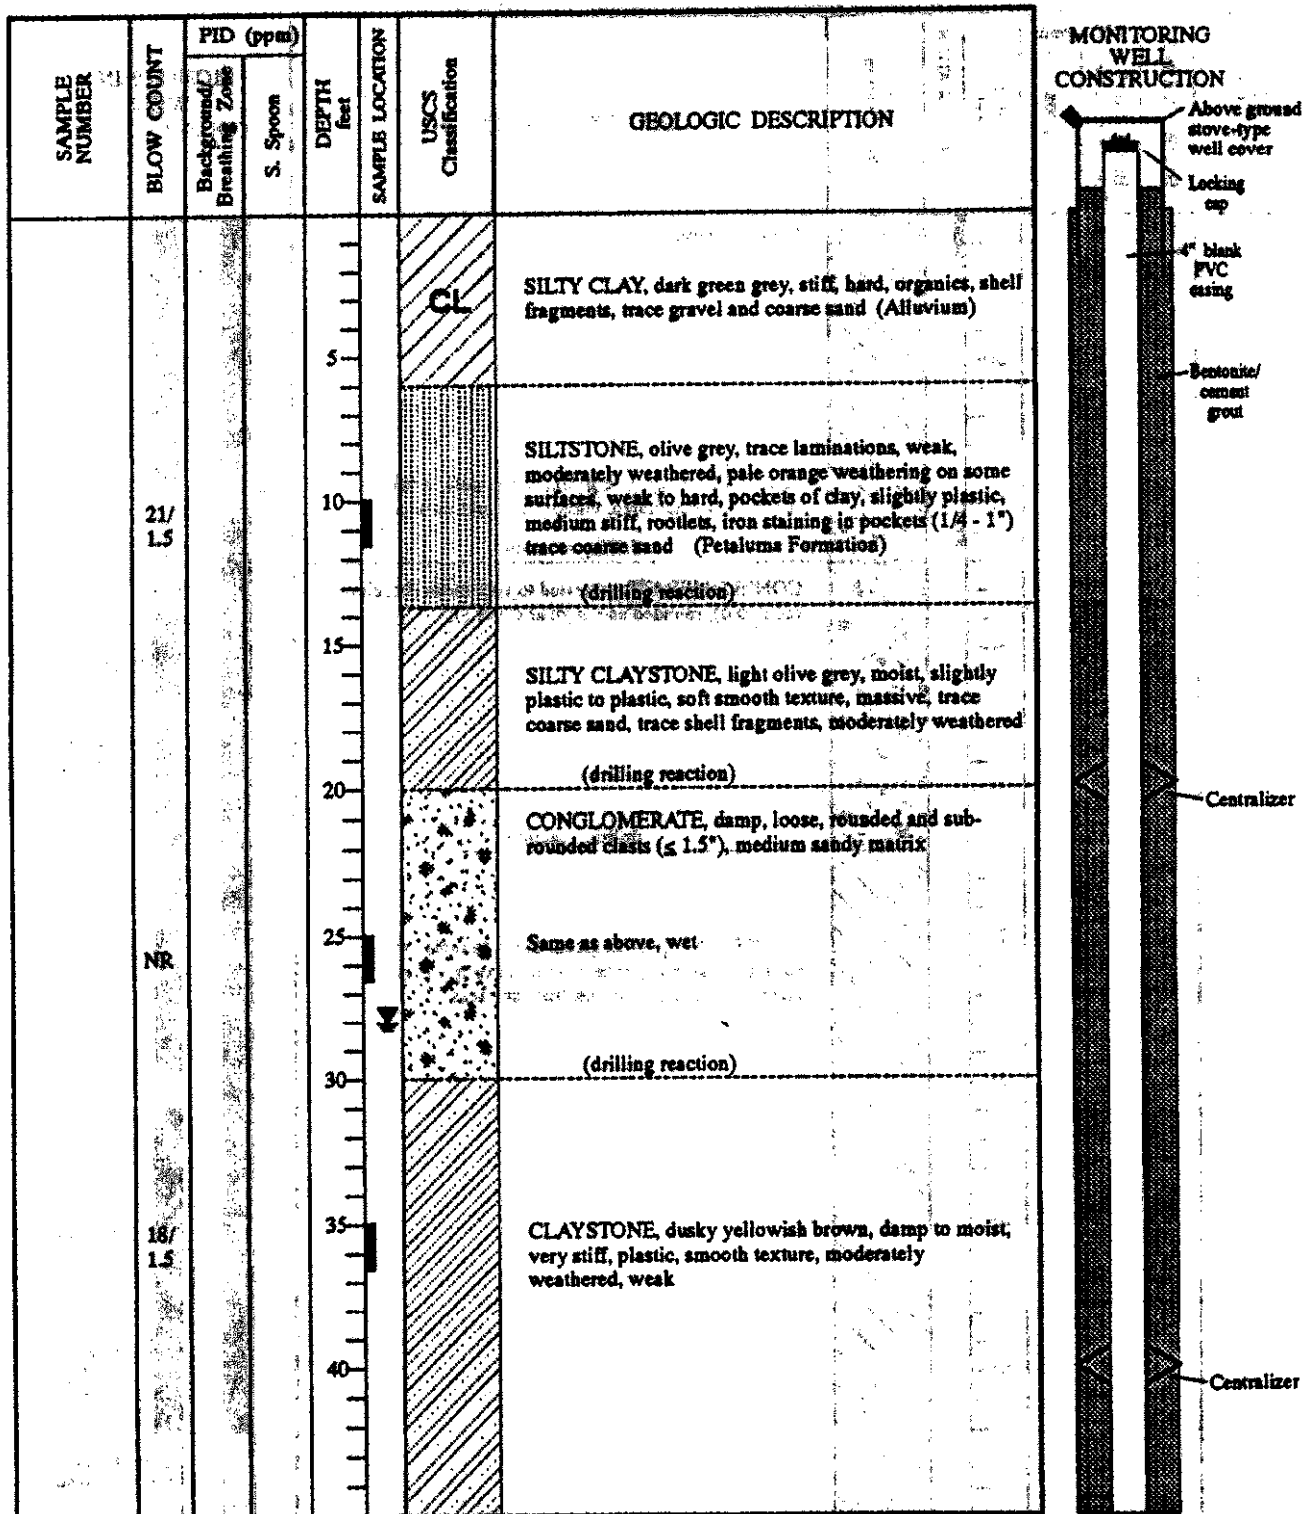 SAMPLE
NUMBER
BLOW COUNT
PID (ppm)
Background/
Breathing Zone
S. Spoon
DEPTH
feet
SAMPLE LOCATION
USCS
Classification
GEOLOGIC DESCRIPTION
MONITORING
WELL
CONSTRUCTION
Above ground
stove-type
well cover
Locking
cap
4" blank
PVC
casing
Bentonite/
cement
grout
CL
SILTY CLAY, dark green grey, stiff, hard, organics, shell
fragments, trace gravel and coarse sand (Alluvium)
5
SILTSTONE, olive grey, trace laminations, weak,
moderately weathered, pale orange weathering on some
surfaces, weak to hard, pockets of clay, slightly plastic,
medium stiff, rootlets, iron staining in pockets (1/4 - 1")
trace coarse sand (Petaluma Formation)
21/
1.5
10
(drilling reaction)
15
SILTY CLAYSTONE, light olive grey, moist, slightly
plastic to plastic, soft smooth texture, massive, trace
coarse sand, trace shell fragments, moderately weathered
(drilling reaction)
20
Centralizer
CONGLOMERATE, damp, loose, rounded and sub-
rounded clasts (≤ 1.5"), medium sandy matrix
25
Same as above, wet
NR
(drilling reaction)
30
18/
1.5
35
CLAYSTONE, dusky yellowish brown, damp to moist,
very stiff, plastic, smooth texture, moderately
weathered, weak
40
Centralizer